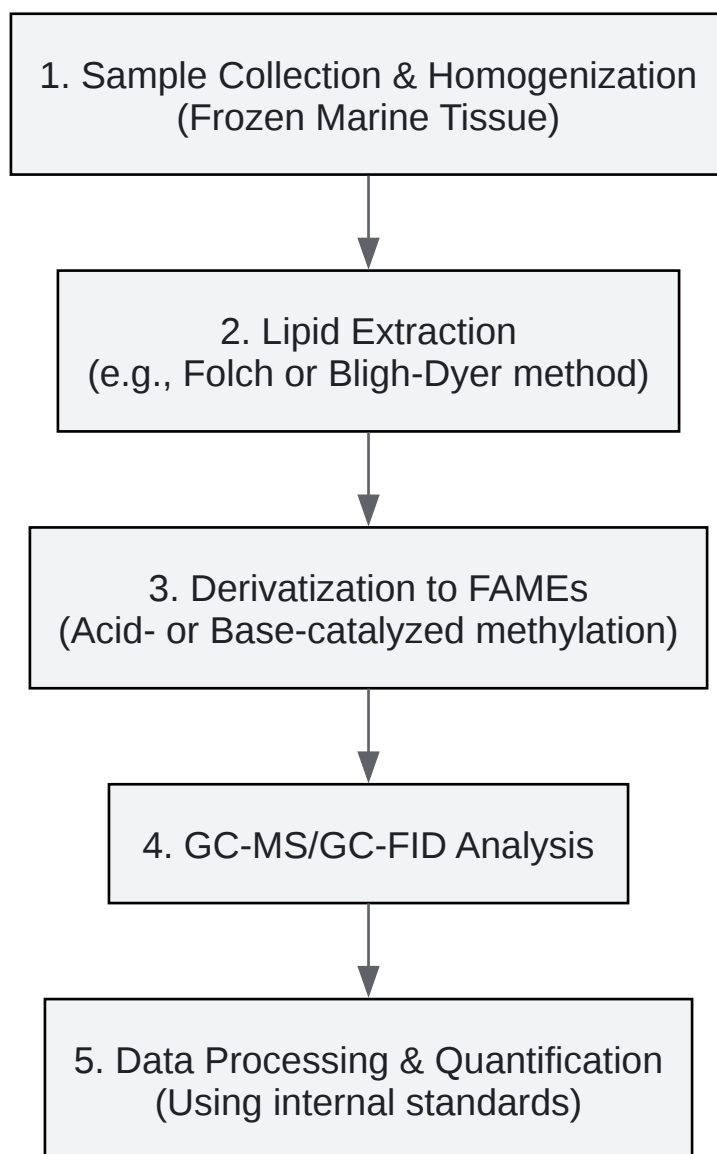 1. Sample Collection & Homogenization
(Frozen Marine Tissue)
2. Lipid Extraction
(e.g., Folch or Bligh-Dyer method)
3. Derivatization to FAMEs
(Acid- or Base-catalyzed methylation)
4. GC-MS/GC-FID Analysis
5. Data Processing & Quantification
(Using internal standards)